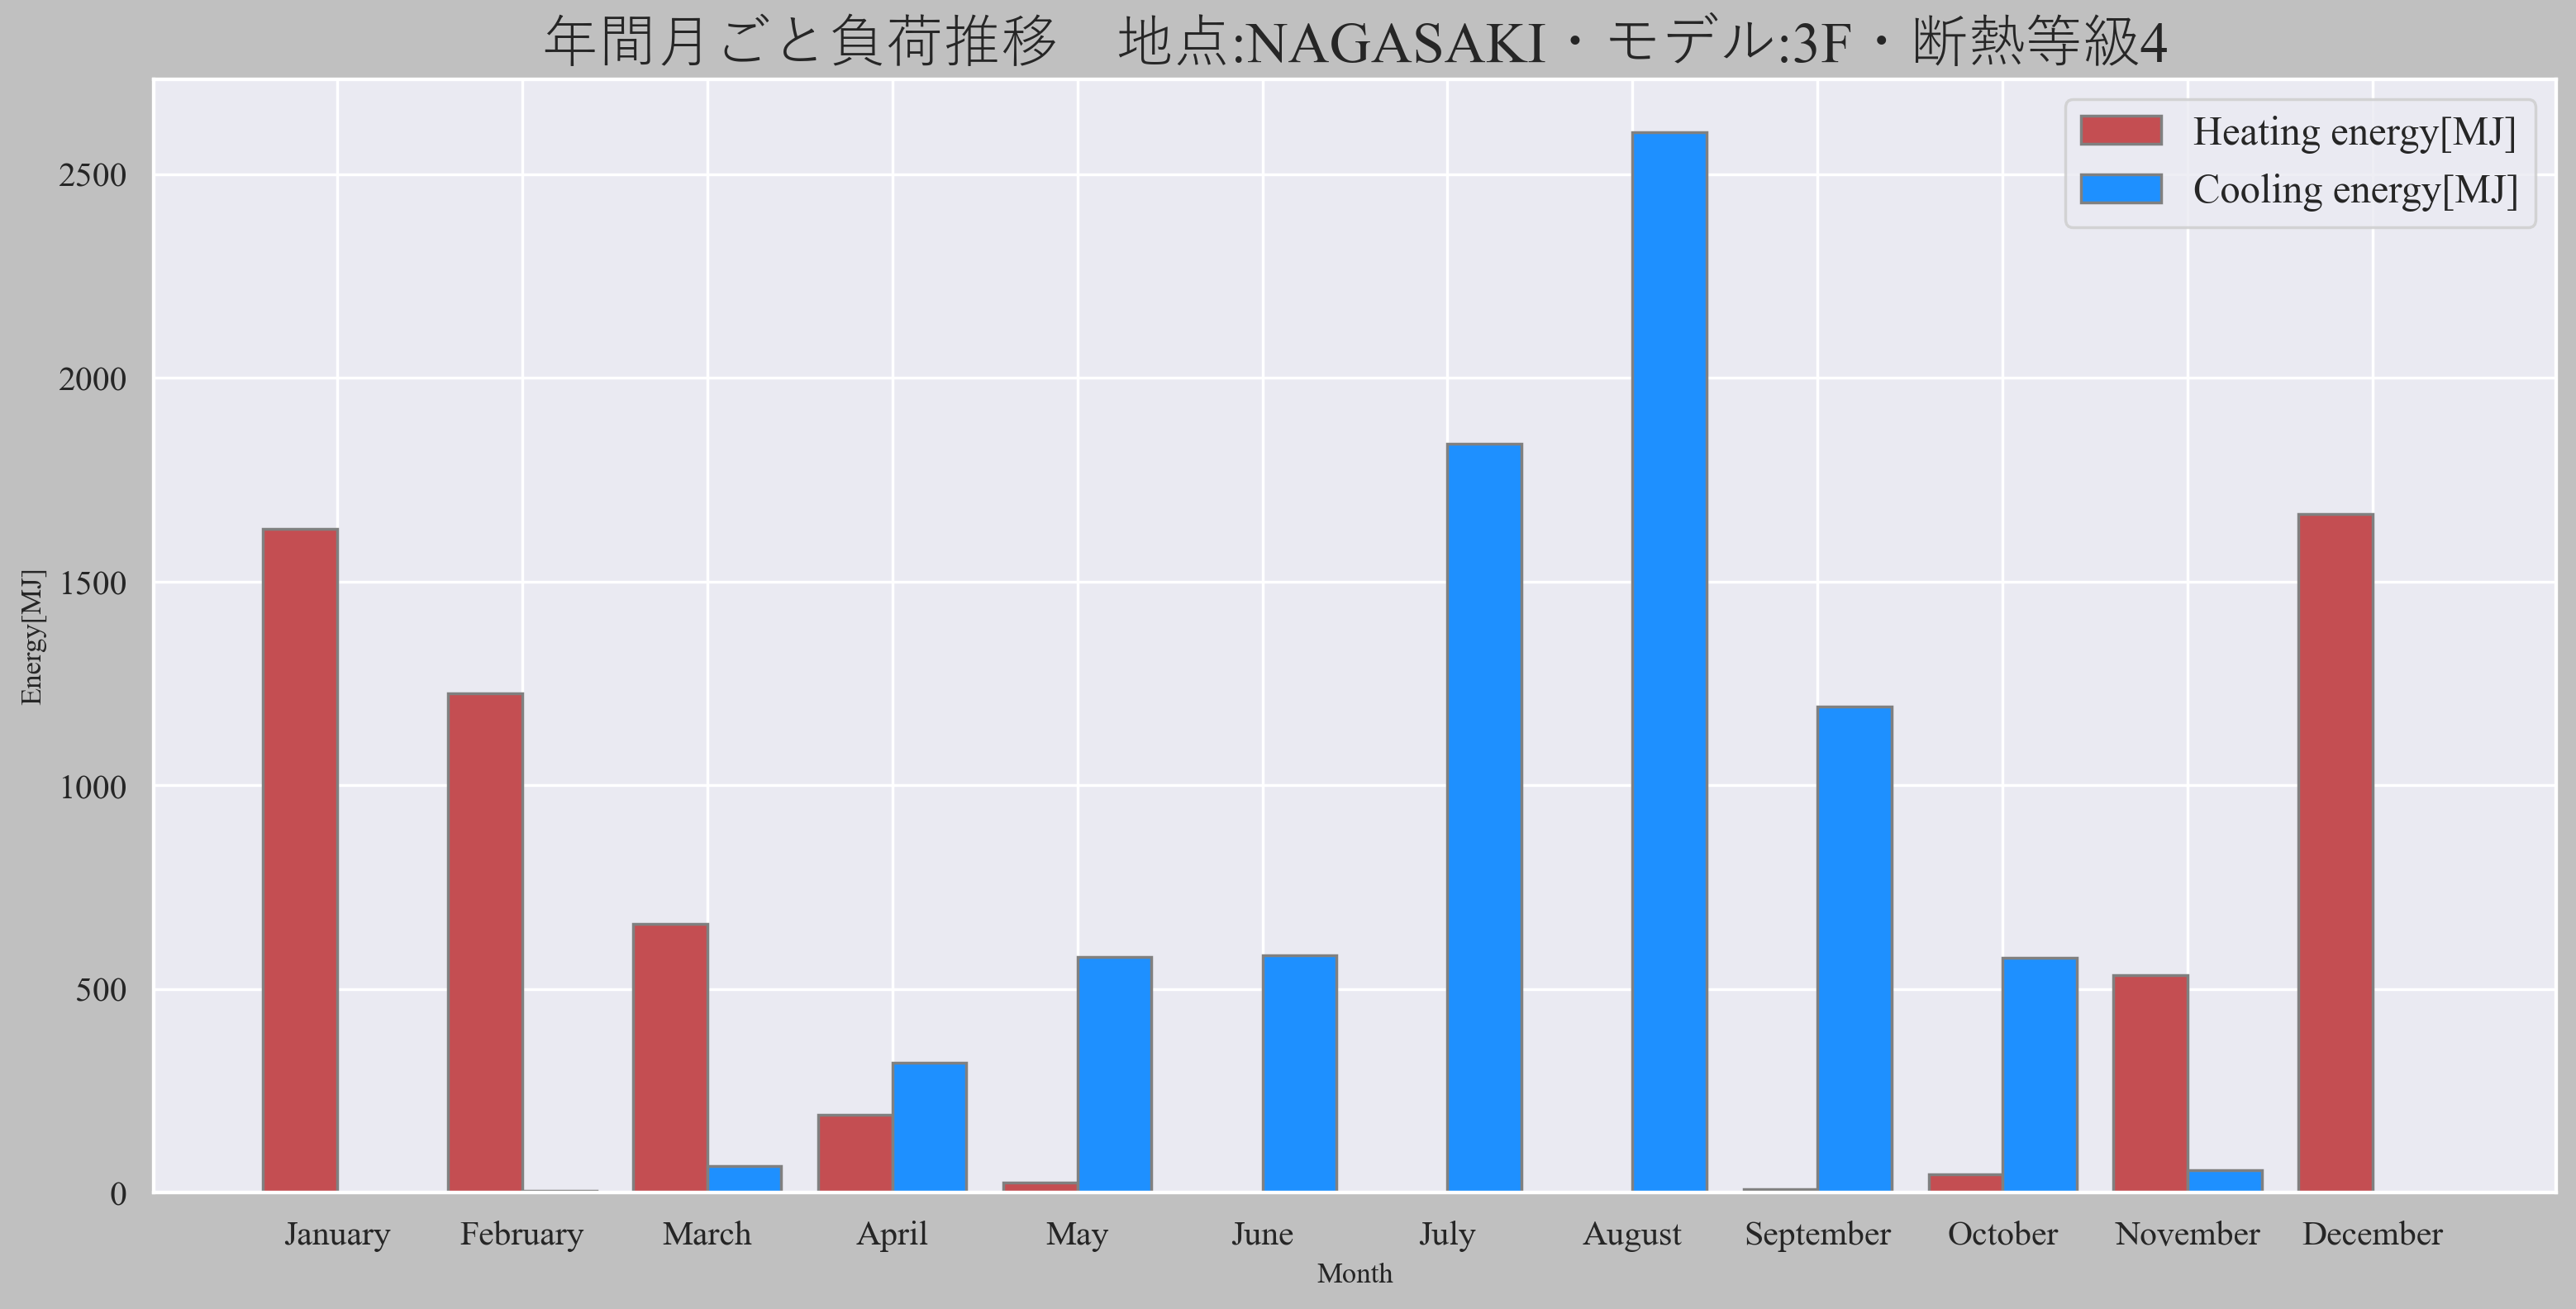 年間月ごと負荷推移　地点:NAGASAKI・モデル:3F・断熱等級4
Heating energy[MJ]
Cooling energy[MJ]
Energy[MJ]
2500
2000
1500
1000
500
0
January February March April May June July August September October November December
Month